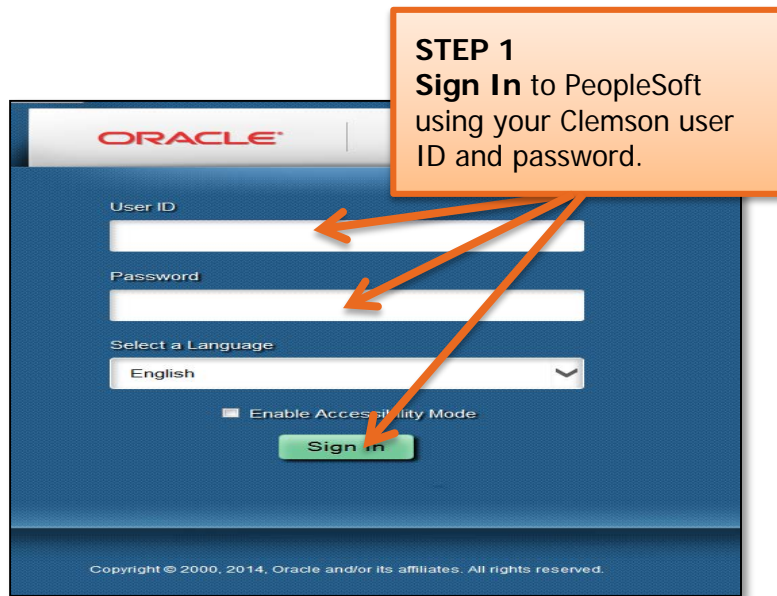 STEP 1
Sign In to PeopleSoft
using your Clemson user
ID and password.
ORACLE®
User ID
Password
Select a Language
English
Enable Accessibility Mode
Sign In
Copyright © 2000, 2014, Oracle and/or its affiliates. All rights reserved.